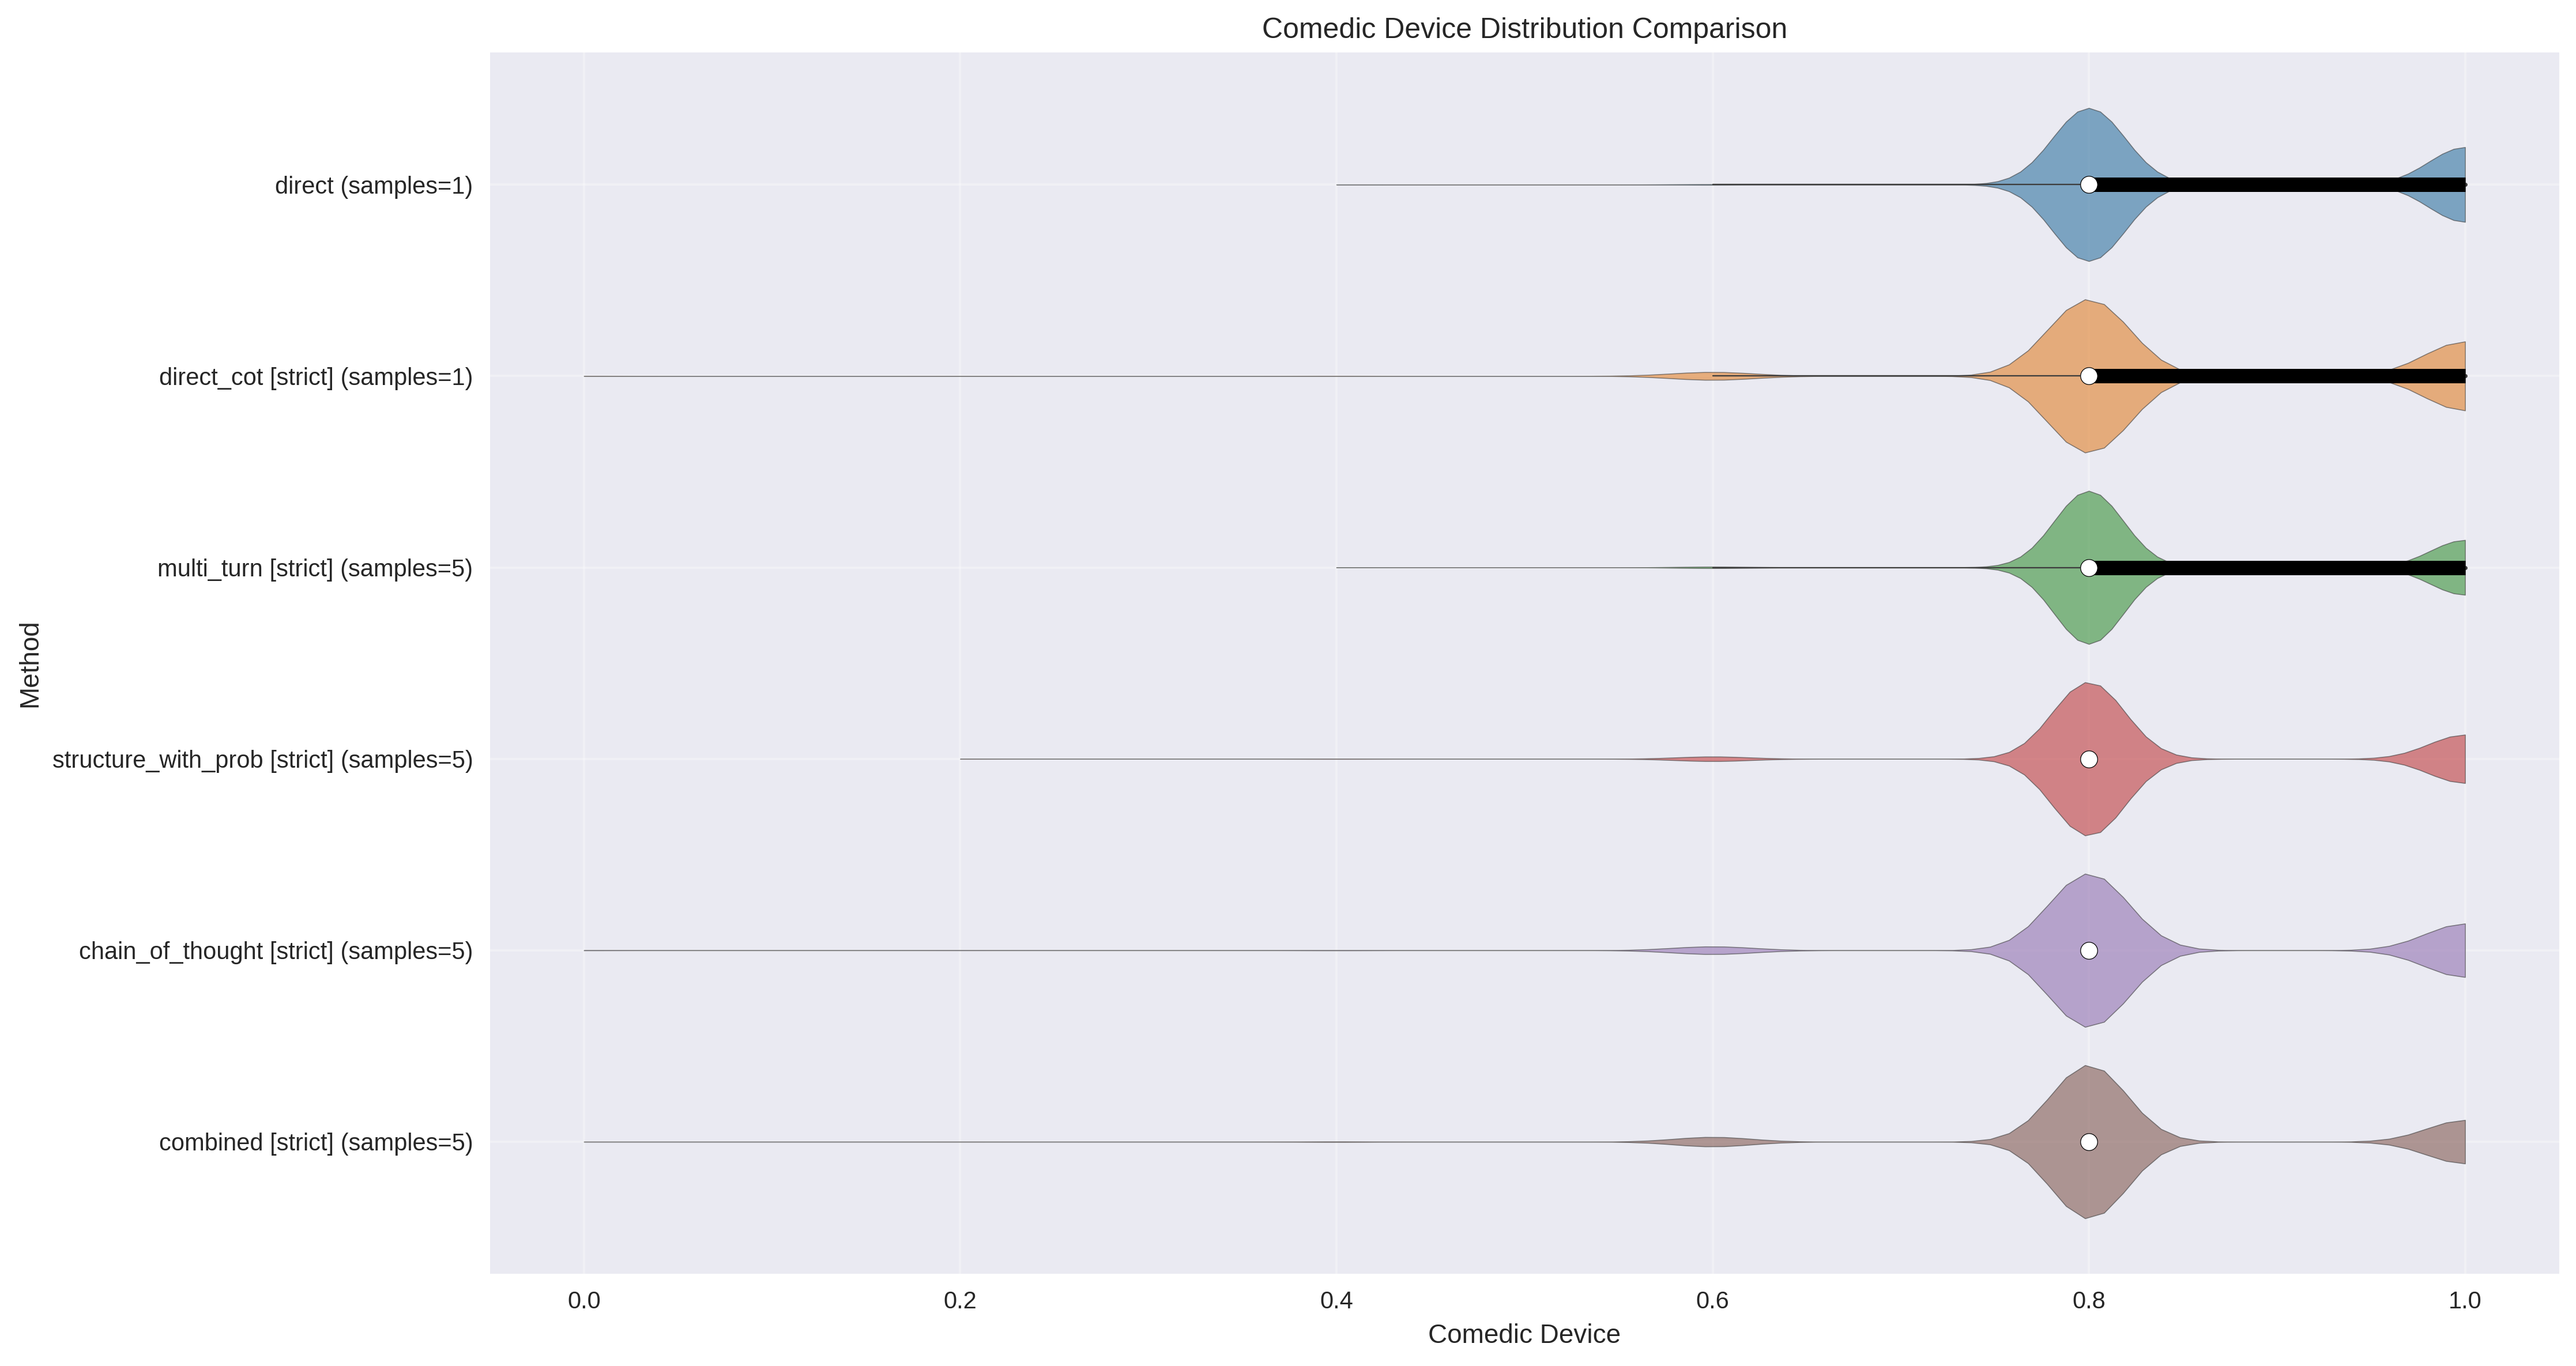 Comedic Device Distribution Comparison
direct (samples=1)
direct_cot [strict] (samples=1)
multi_turn [strict] (samples=5)
structure_with_prob [strict] (samples=5)
chain_of_thought [strict] (samples=5)
combined [strict] (samples=5)
Method
0.0 0.2 0.4 0.6 0.8 1.0
Comedic Device